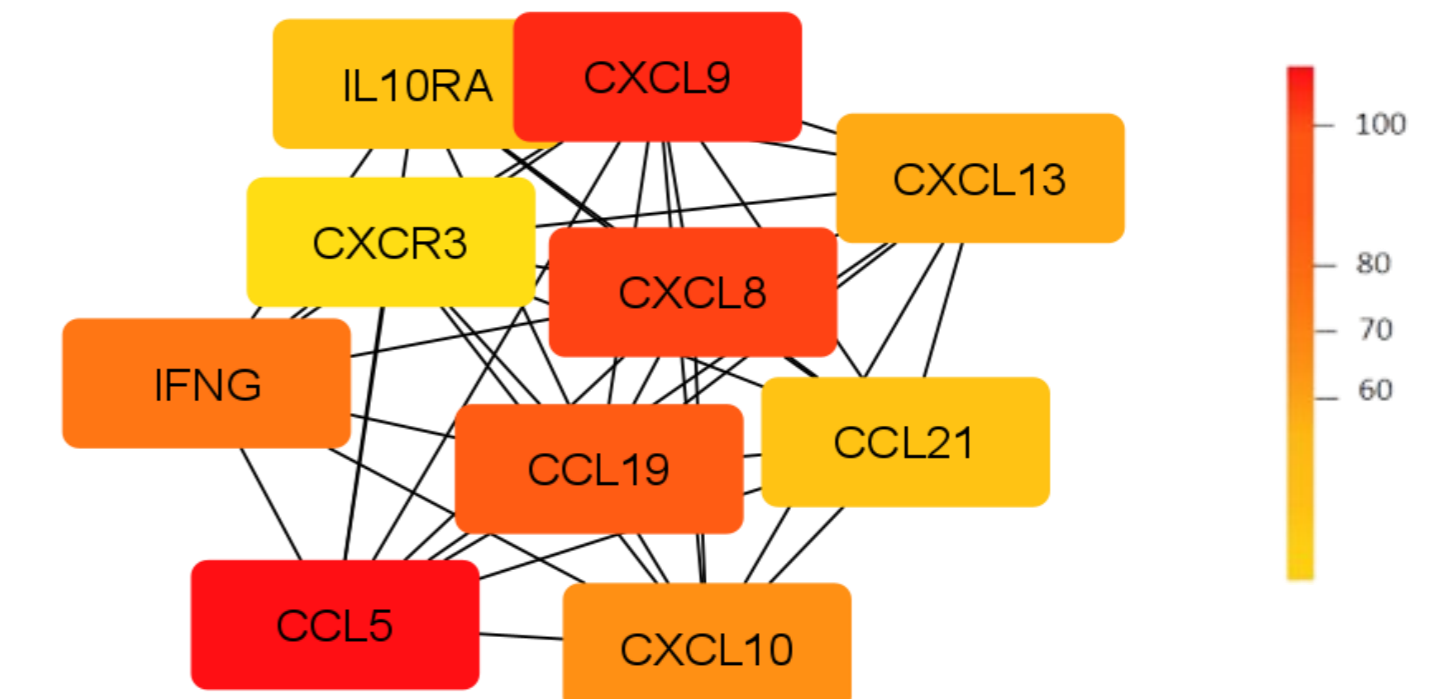 IL10RA
CXCL9
CXCL13
CXCR3
CXCL8
IFNG
CCL21
CCL19
CCL5
CXCL10
100
80
70
60